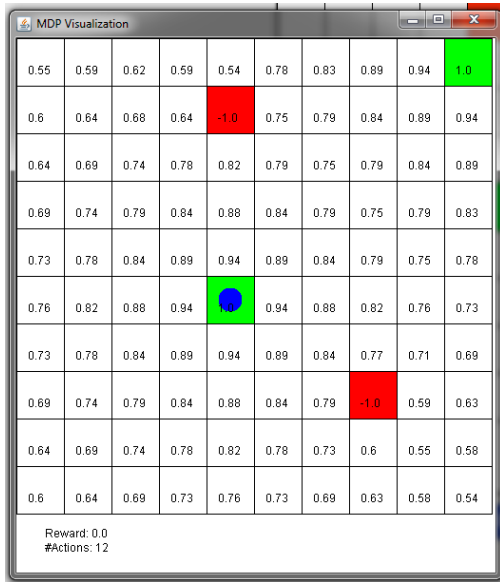 MDP Visualization
0.55 0.59 0.62 0.59 0.54 0.78 0.83 0.89 0.94 1.0
0.6 0.64 0.68 0.64 -1.0 0.75 0.79 0.84 0.89 0.94
0.64 0.69 0.74 0.78 0.82 0.79 0.75 0.79 0.84 0.89
0.69 0.74 0.79 0.84 0.88 0.84 0.79 0.75 0.79 0.83
0.73 0.78 0.84 0.89 0.94 0.89 0.84 0.79 0.75 0.78
0.76 0.82 0.88 0.94 1.0 0.94 0.88 0.82 0.76 0.73
0.73 0.78 0.84 0.89 0.94 0.89 0.84 0.77 0.71 0.69
0.69 0.74 0.79 0.84 0.88 0.84 0.79 -1.0 0.59 0.63
0.64 0.69 0.74 0.78 0.82 0.78 0.73 0.6 0.55 0.58
0.6 0.64 0.69 0.73 0.76 0.73 0.69 0.63 0.58 0.54
Reward: 0.0
#Actions: 12